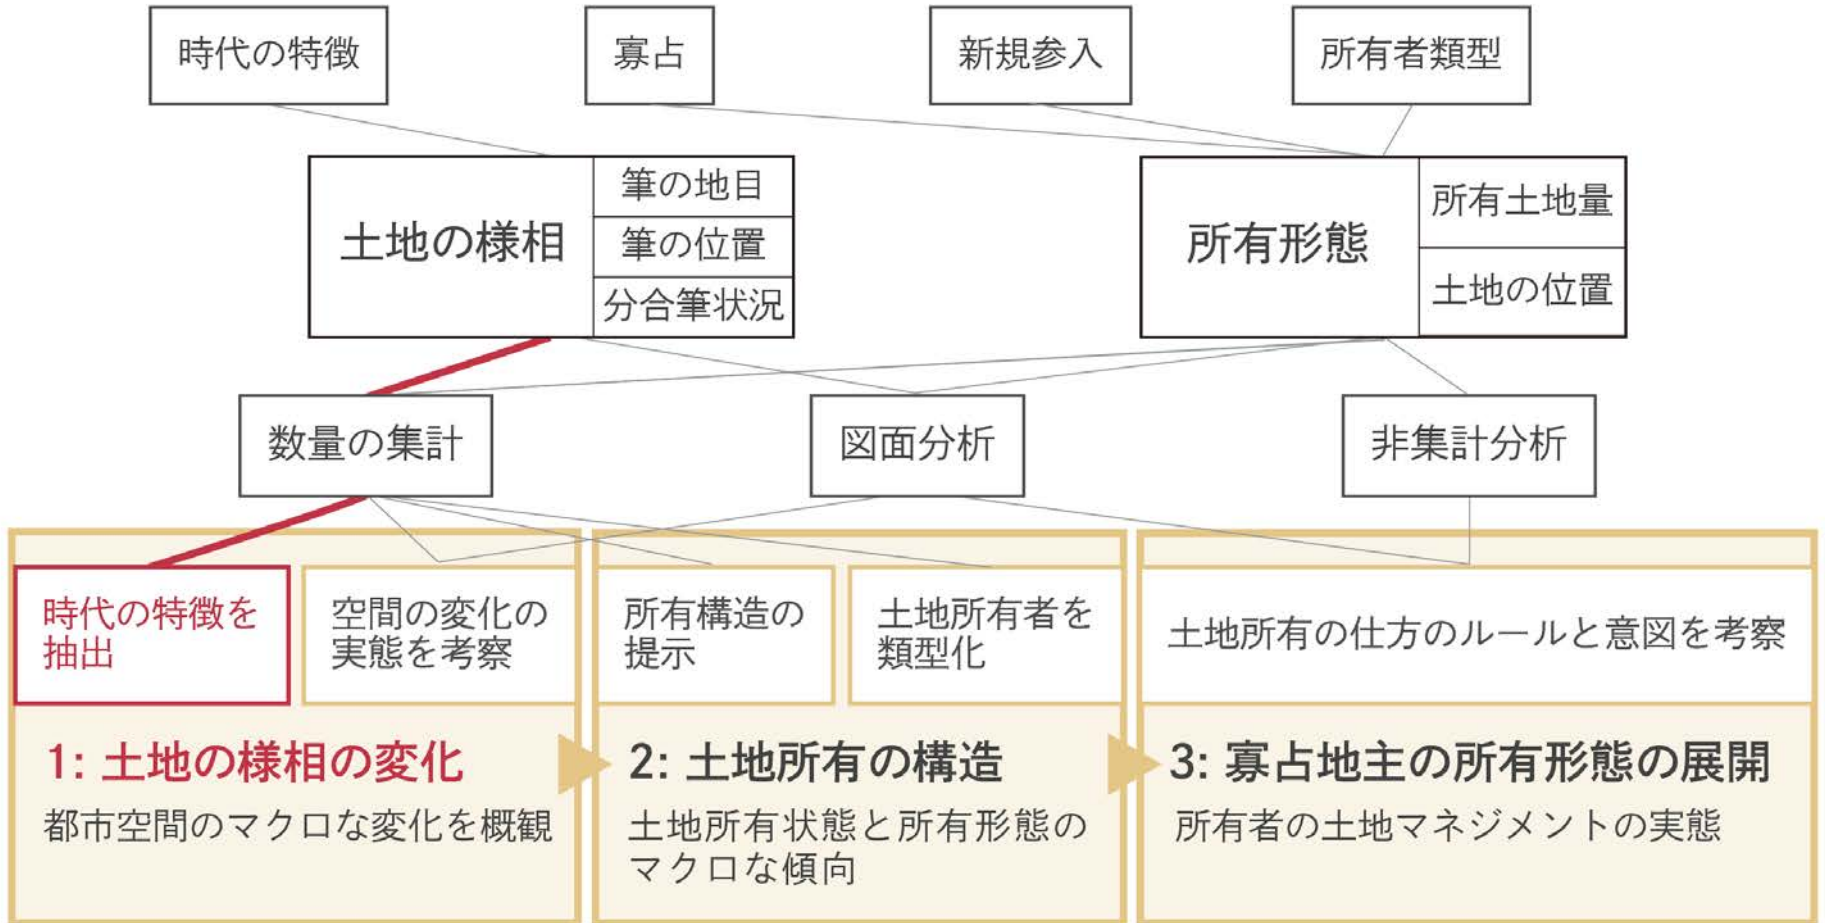 時代の特徴
寡占
新規参入
所有者類型
土地の様相
筆の地目
筆の位置
分合筆状況
所有形態
所有土地量
土地の位置
数量の集計
図面分析
非集計分析
時代の特徴を
抽出
空間の変化の
実態を考察
所有構造の
提示
土地所有者を
類型化
土地所有の仕方のルールと意図を考察
1: 土地の様相の変化
都市空間のマクロな変化を概観
2: 土地所有の構造
土地所有状態と所有形態の
マクロな傾向
3: 寡占地主の所有形態の展開
所有者の土地マネジメントの実態